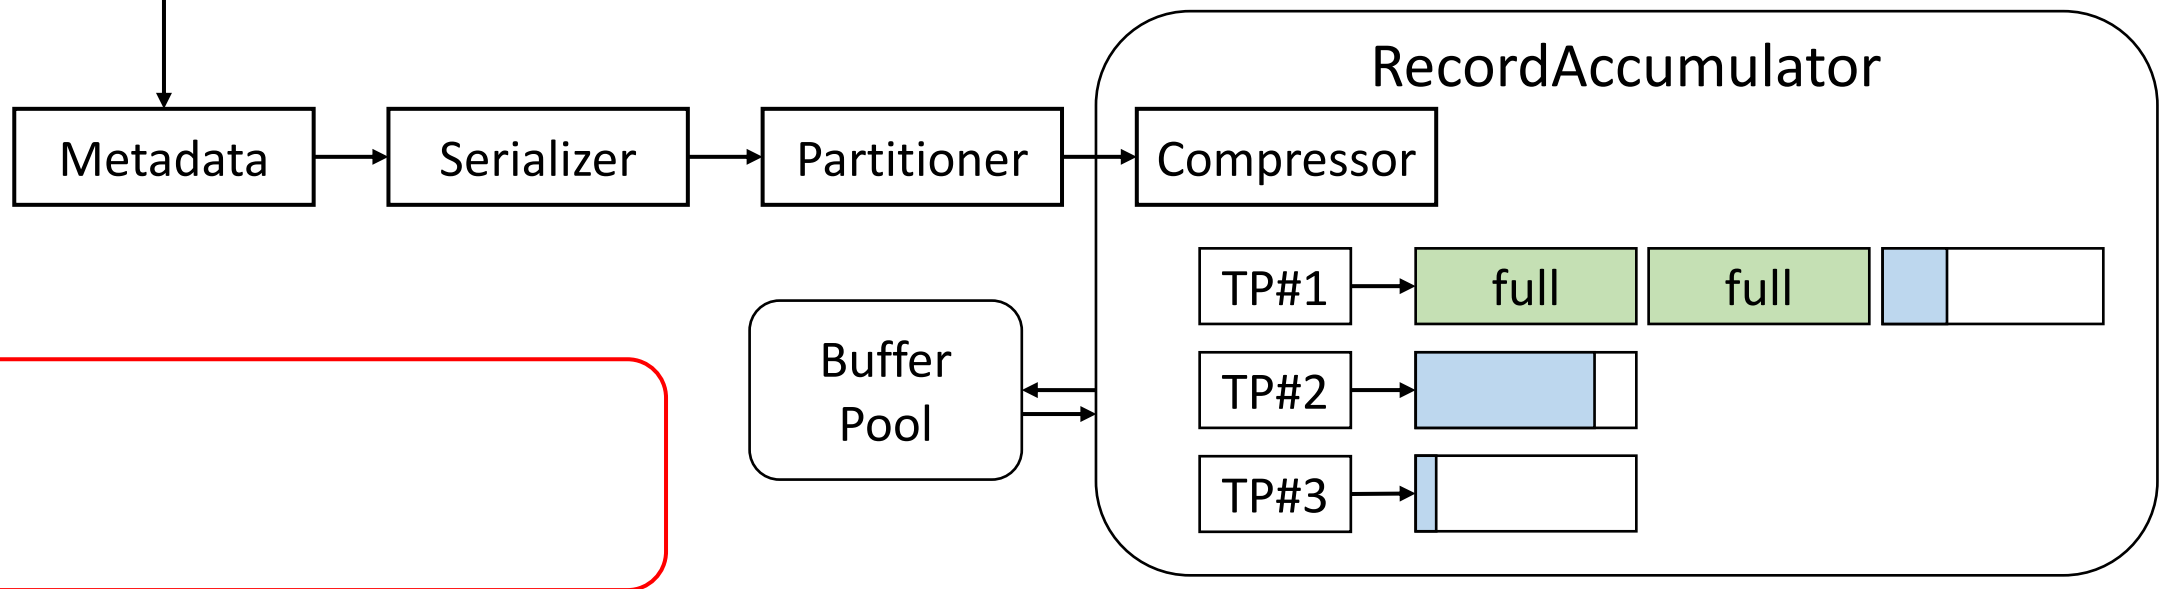 RecordAccumulator
Metadata
Serializer
Partitioner
Compressor
TP#1
full
full
Buffer
Pool
TP#2
TP#3